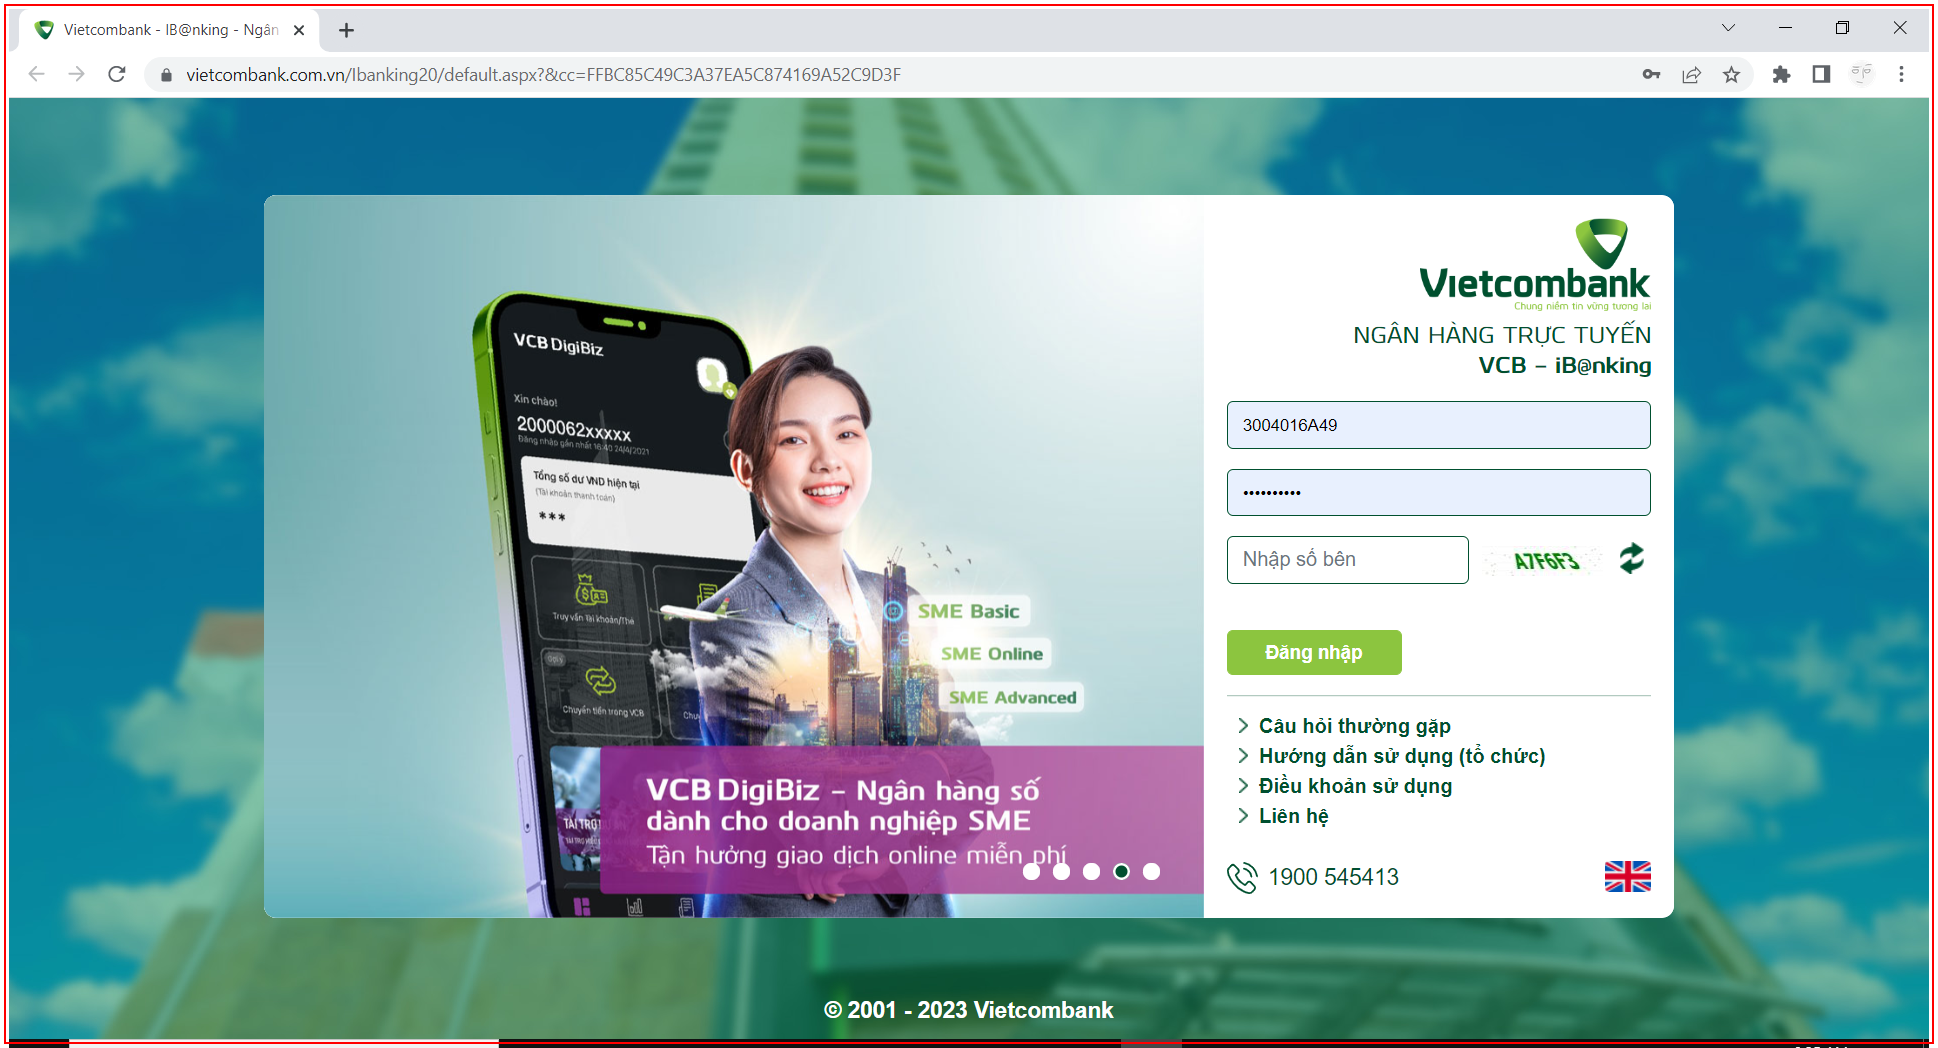 Vietcombank - IB@nking - Ngân
vietcombank.com.vn/Ibanking20/default.aspx?&cc=FFBC85C49C3A37EA5C874169A52C9D3F
VCB DigiBiz
Xin chào!
2000062xxxxx
Đăng nhập gần nhất 16:40 24/4/2021
Tổng số dư VND hiện tại
(Tài khoản thanh toán)
***
Truy vấn Tài khoản/Thẻ
Chuyển tiền trong VCB
SME Basic
SME Online
SME Advanced
VCB DigiBiz – Ngân hàng số
dành cho doanh nghiệp SME
Tận hưởng giao dịch online miễn phí
Vietcombank
Chung niềm tin vững tương lai
NGÂN HÀNG TRỰC TUYẾN
VCB – iB@nking
3004016A49
••••••••••
Nhập số bên
A7F6F3
Đăng nhập
Câu hỏi thường gặp
Hướng dẫn sử dụng (tổ chức)
Điều khoản sử dụng
Liên hệ
1900 545413
© 2001 - 2023 Vietcombank